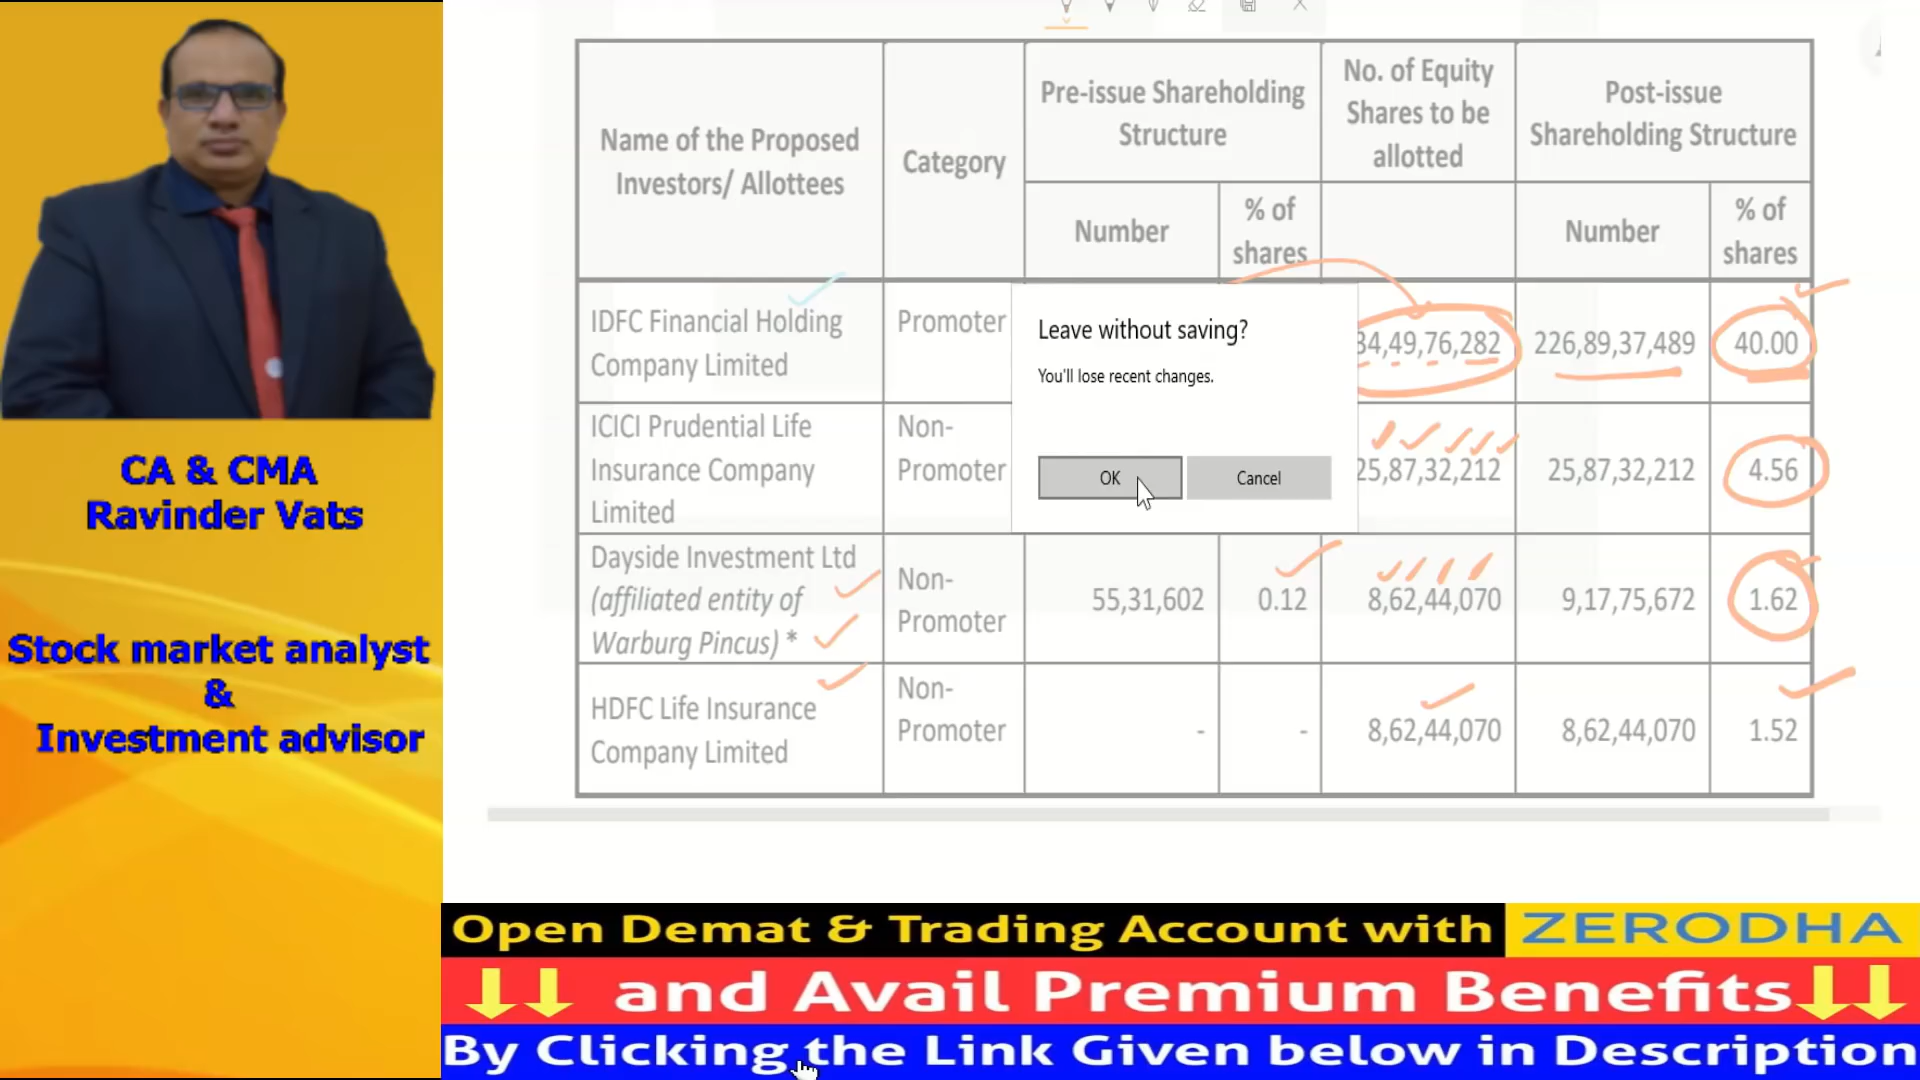 CA & CMA
Ravinder Vats
Stock market analyst
&
Investment advisor
Name of the Proposed
Investors/ Allottees
Category
Pre-issue Shareholding
Structure
No. of Equity
Shares to be
allotted
Post-issue
Shareholding Structure
Number
% of
shares
Number
% of
shares
IDFC Financial Holding
Company Limited
Promoter
34,49,76,282
226,89,37,489
40.00
ICICI Prudential Life
Insurance Company
Limited
Non-
Promoter
25,87,32,212
25,87,32,212
4.56
Dayside Investment Ltd
(affiliated entity of
Warburg Pincus) *
Non-
Promoter
55,31,602
0.12
8,62,44,070
9,17,75,672
1.62
HDFC Life Insurance
Company Limited
Non-
Promoter
-
-
8,62,44,070
8,62,44,070
1.52
Leave without saving?
You'll lose recent changes.
OK
Cancel
Open Demat & Trading Account with ZERODHA
and Avail Premium Benefits
By Clicking the Link Given below in Description